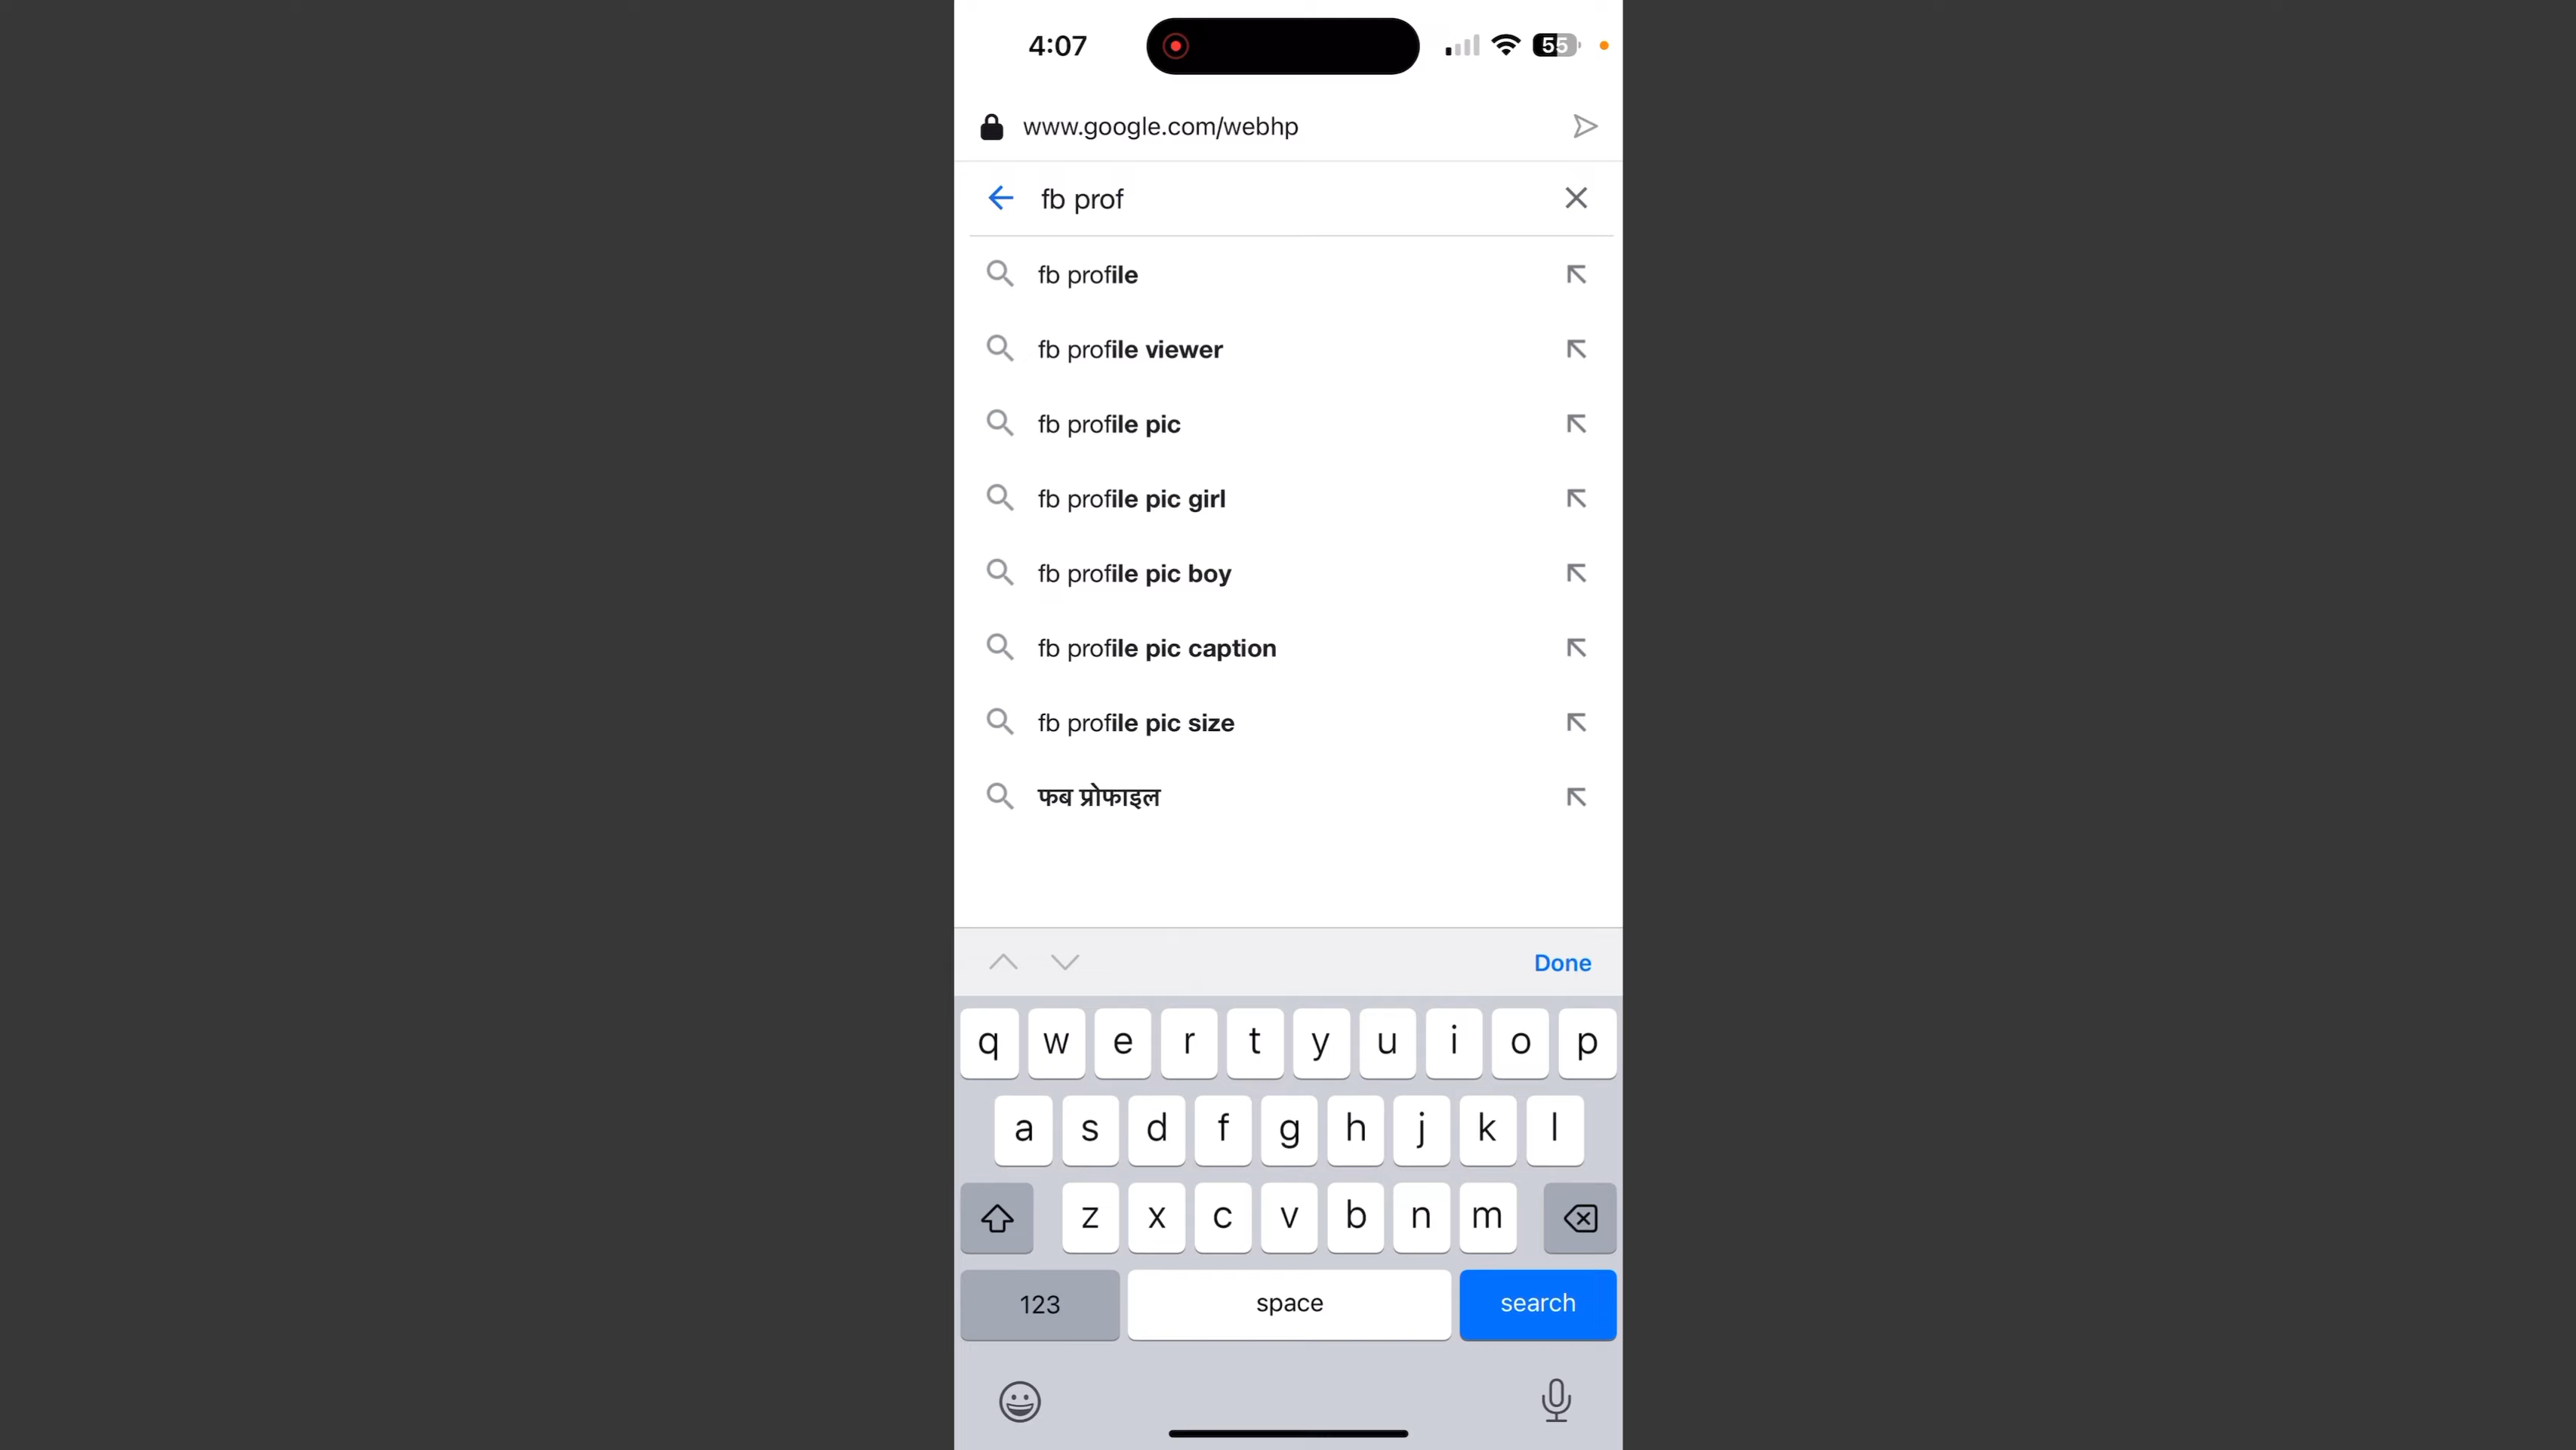 4:07
55
www.google.com/webhp
fb prof
fb profile
fb profile viewer
fb profile pic
fb profile pic girl
fb profile pic boy
fb profile pic caption
fb profile pic size
फब प्रोफाइल
Done
q w e r t y u i o p
a s d f g h j k l
z x c v b n m
123 space search